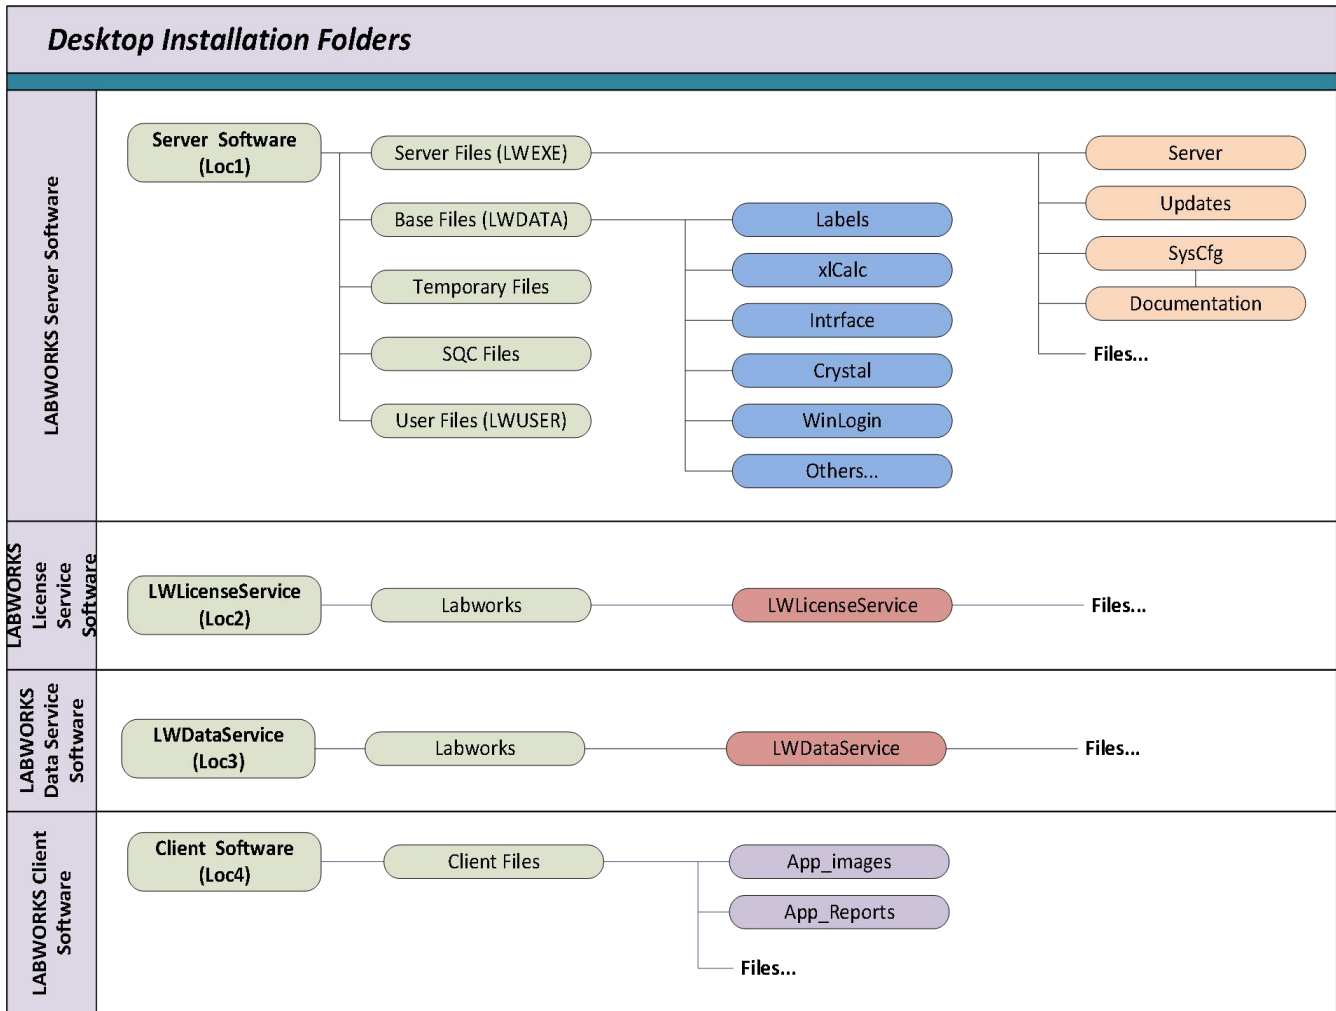 Desktop Installation Folders
LABWORKS Server Software
Server Software
(Loc1)
Server Files (LWEXE)
Base Files (LWDATA)
Temporary Files
SQC Files
User Files (LWUSER)
Labels
xlCalc
Intrface
Crystal
WinLogin
Others...
Server
Updates
SysCfg
Documentation
Files...
LABWORKS
License
Service
Software
LWLicenseService
(Loc2)
Labworks
LWLicenseService
Files...
LABWORKS
Data Service
Software
LWDataService
(Loc3)
Labworks
LWDataService
Files...
LABWORKS Client
Software
Client Software
(Loc4)
Client Files
App_images
App_Reports
Files...